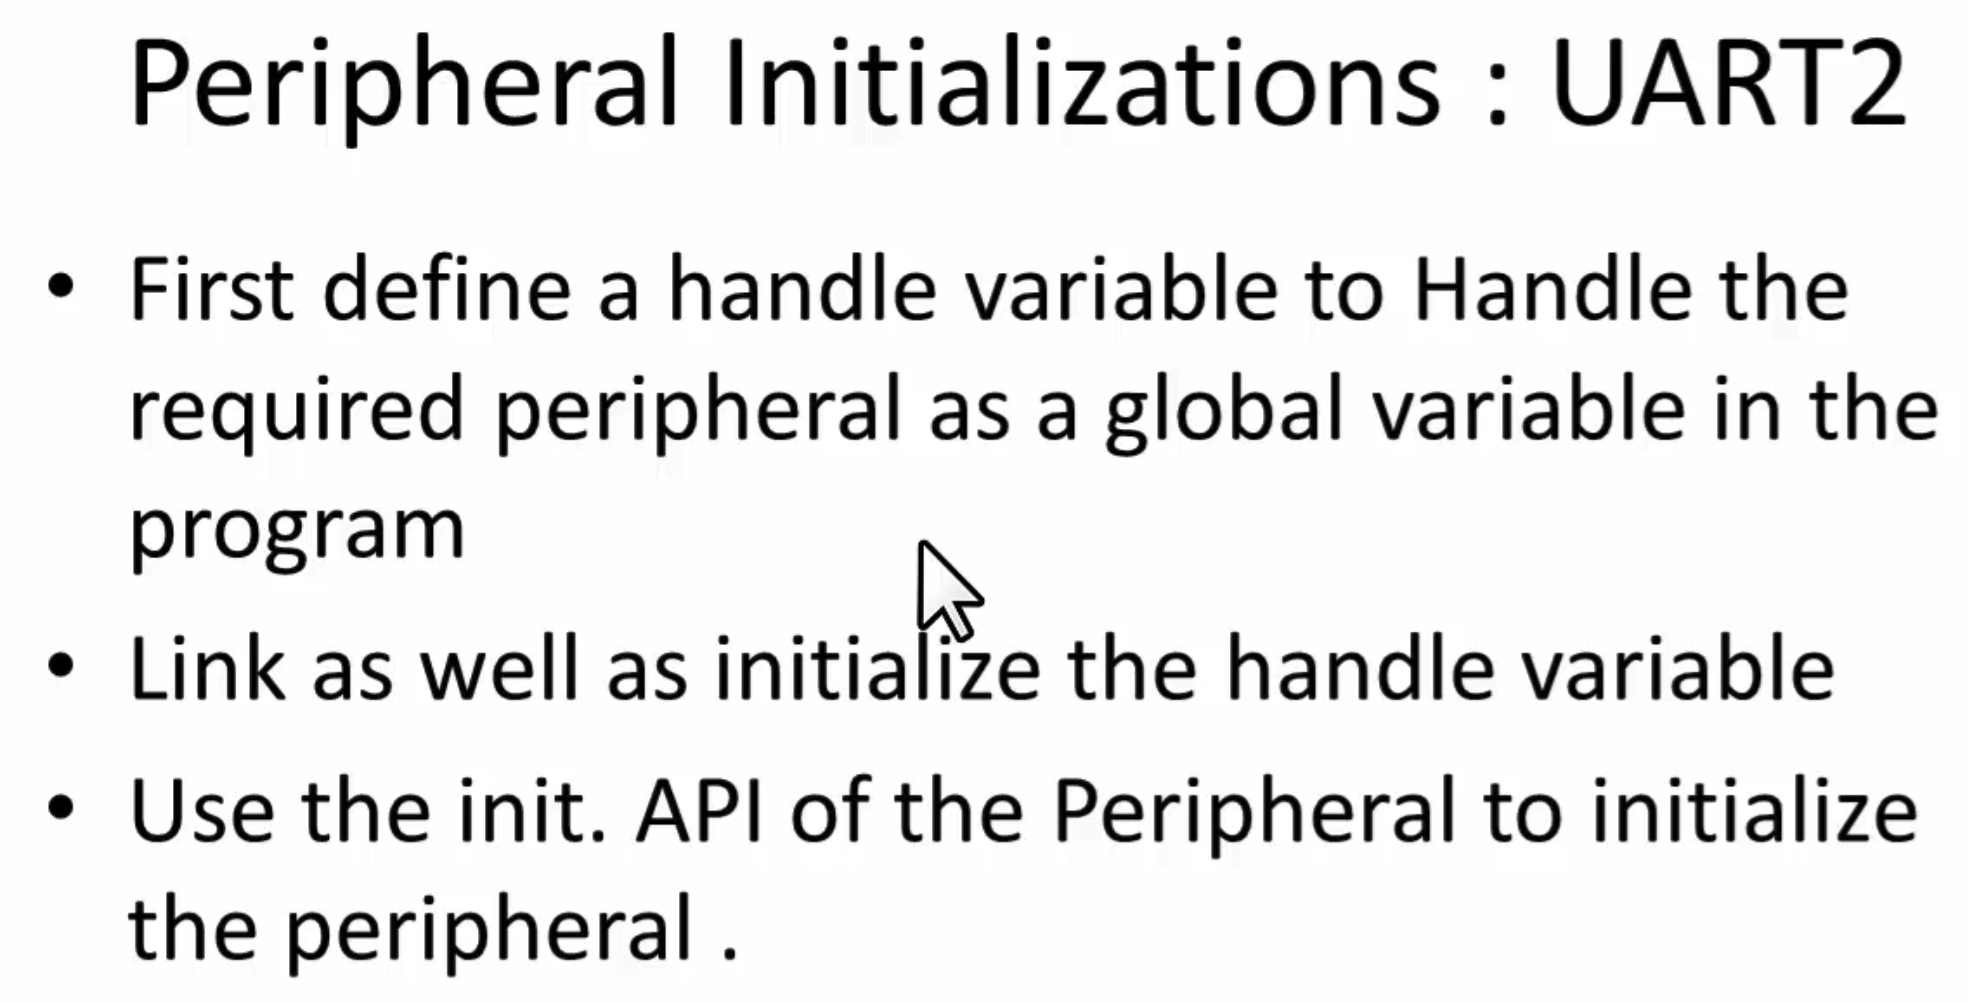 Peripheral Initializations : UART2
• First define a handle variable to Handle the
required peripheral as a global variable in the
program
• Link as well as initialize the handle variable
• Use the init. API of the Peripheral to initialize
the peripheral .